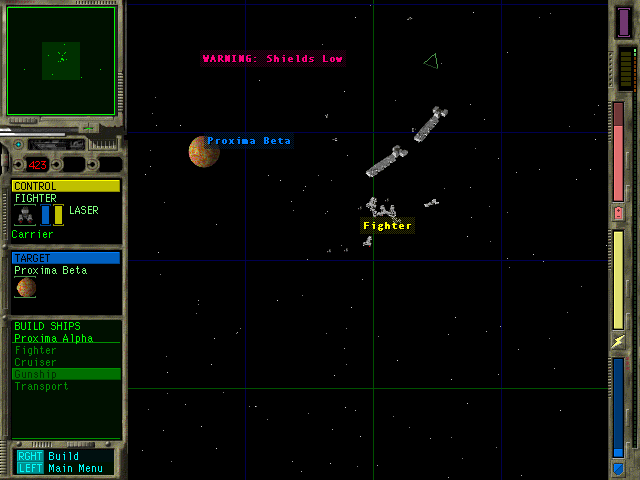 WARNING: Shields Low
Proxima Beta
Fighter
423
CONTROL
FIGHTER
LASER
Carrier
TARGET
Proxima Beta
BUILD SHIPS
Proxima Alpha
Fighter
Cruiser
Gunship
Transport
RGHT Build
LEFT Main Menu